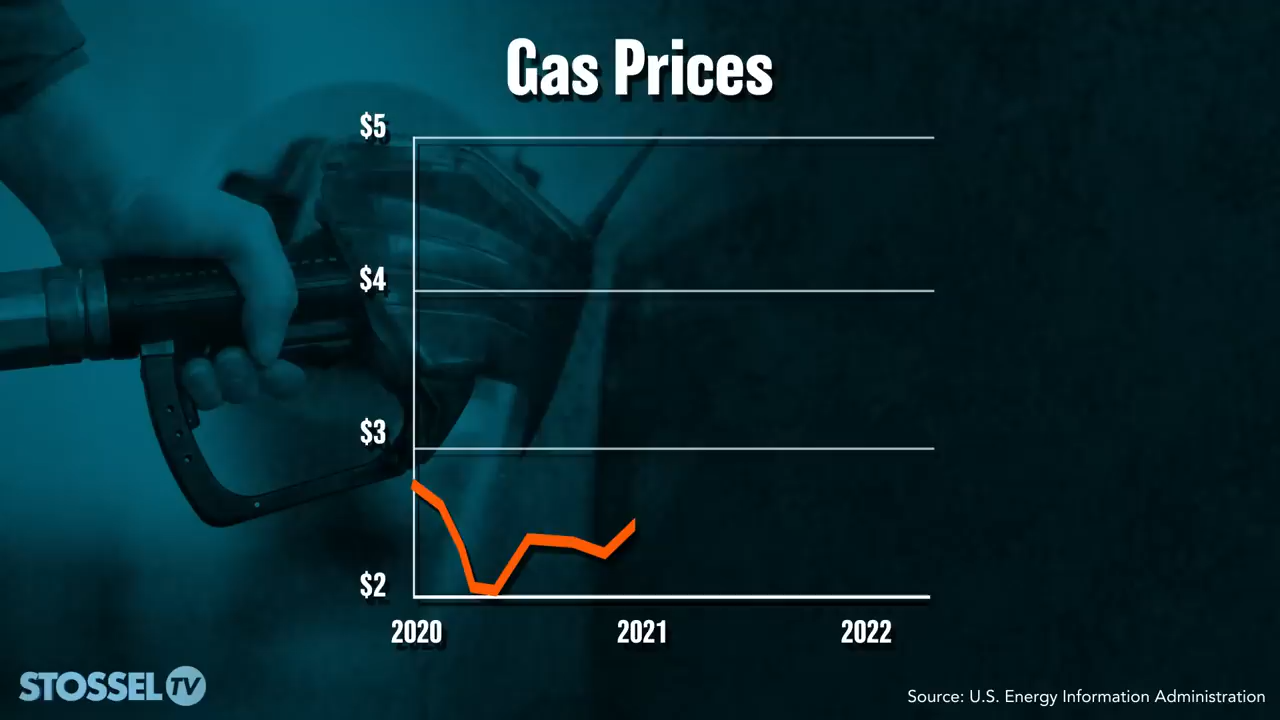 Gas Prices
$5
$4
$3
$2
2020 2021 2022
STOSSEL TV
Source: U.S. Energy Information Administration